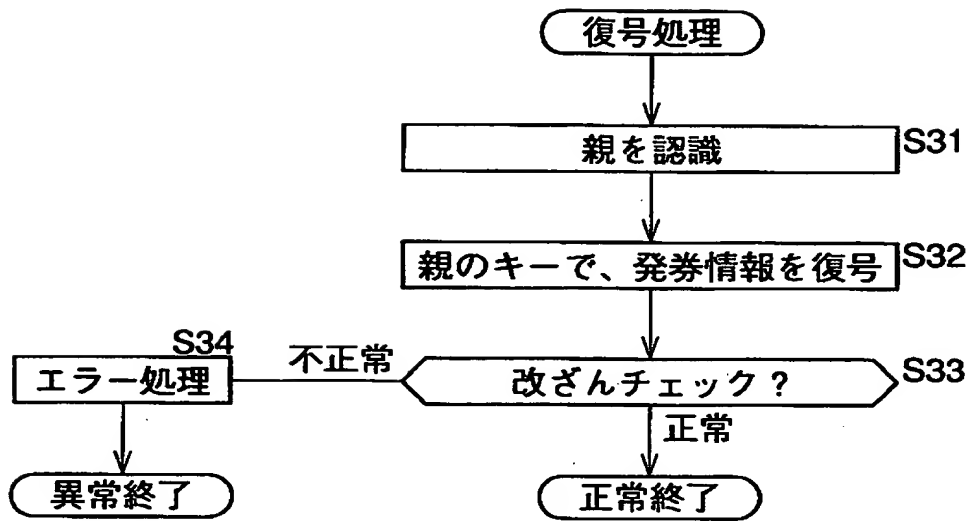 復号処理
親を認識
S31
親のキーで、発券情報を復号
S32
改ざんチェック？
S33
不正常
S34
エラー処理
正常
異常終了
正常終了